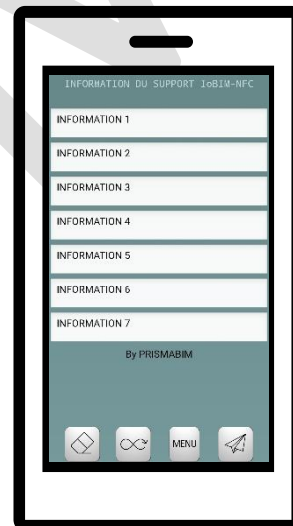 INFORMATION DU SUPPORT IoBIM-NFC
INFORMATION 1
INFORMATION 2
INFORMATION 3
INFORMATION 4
INFORMATION 5
INFORMATION 6
INFORMATION 7
By PRISMABIM
MENU